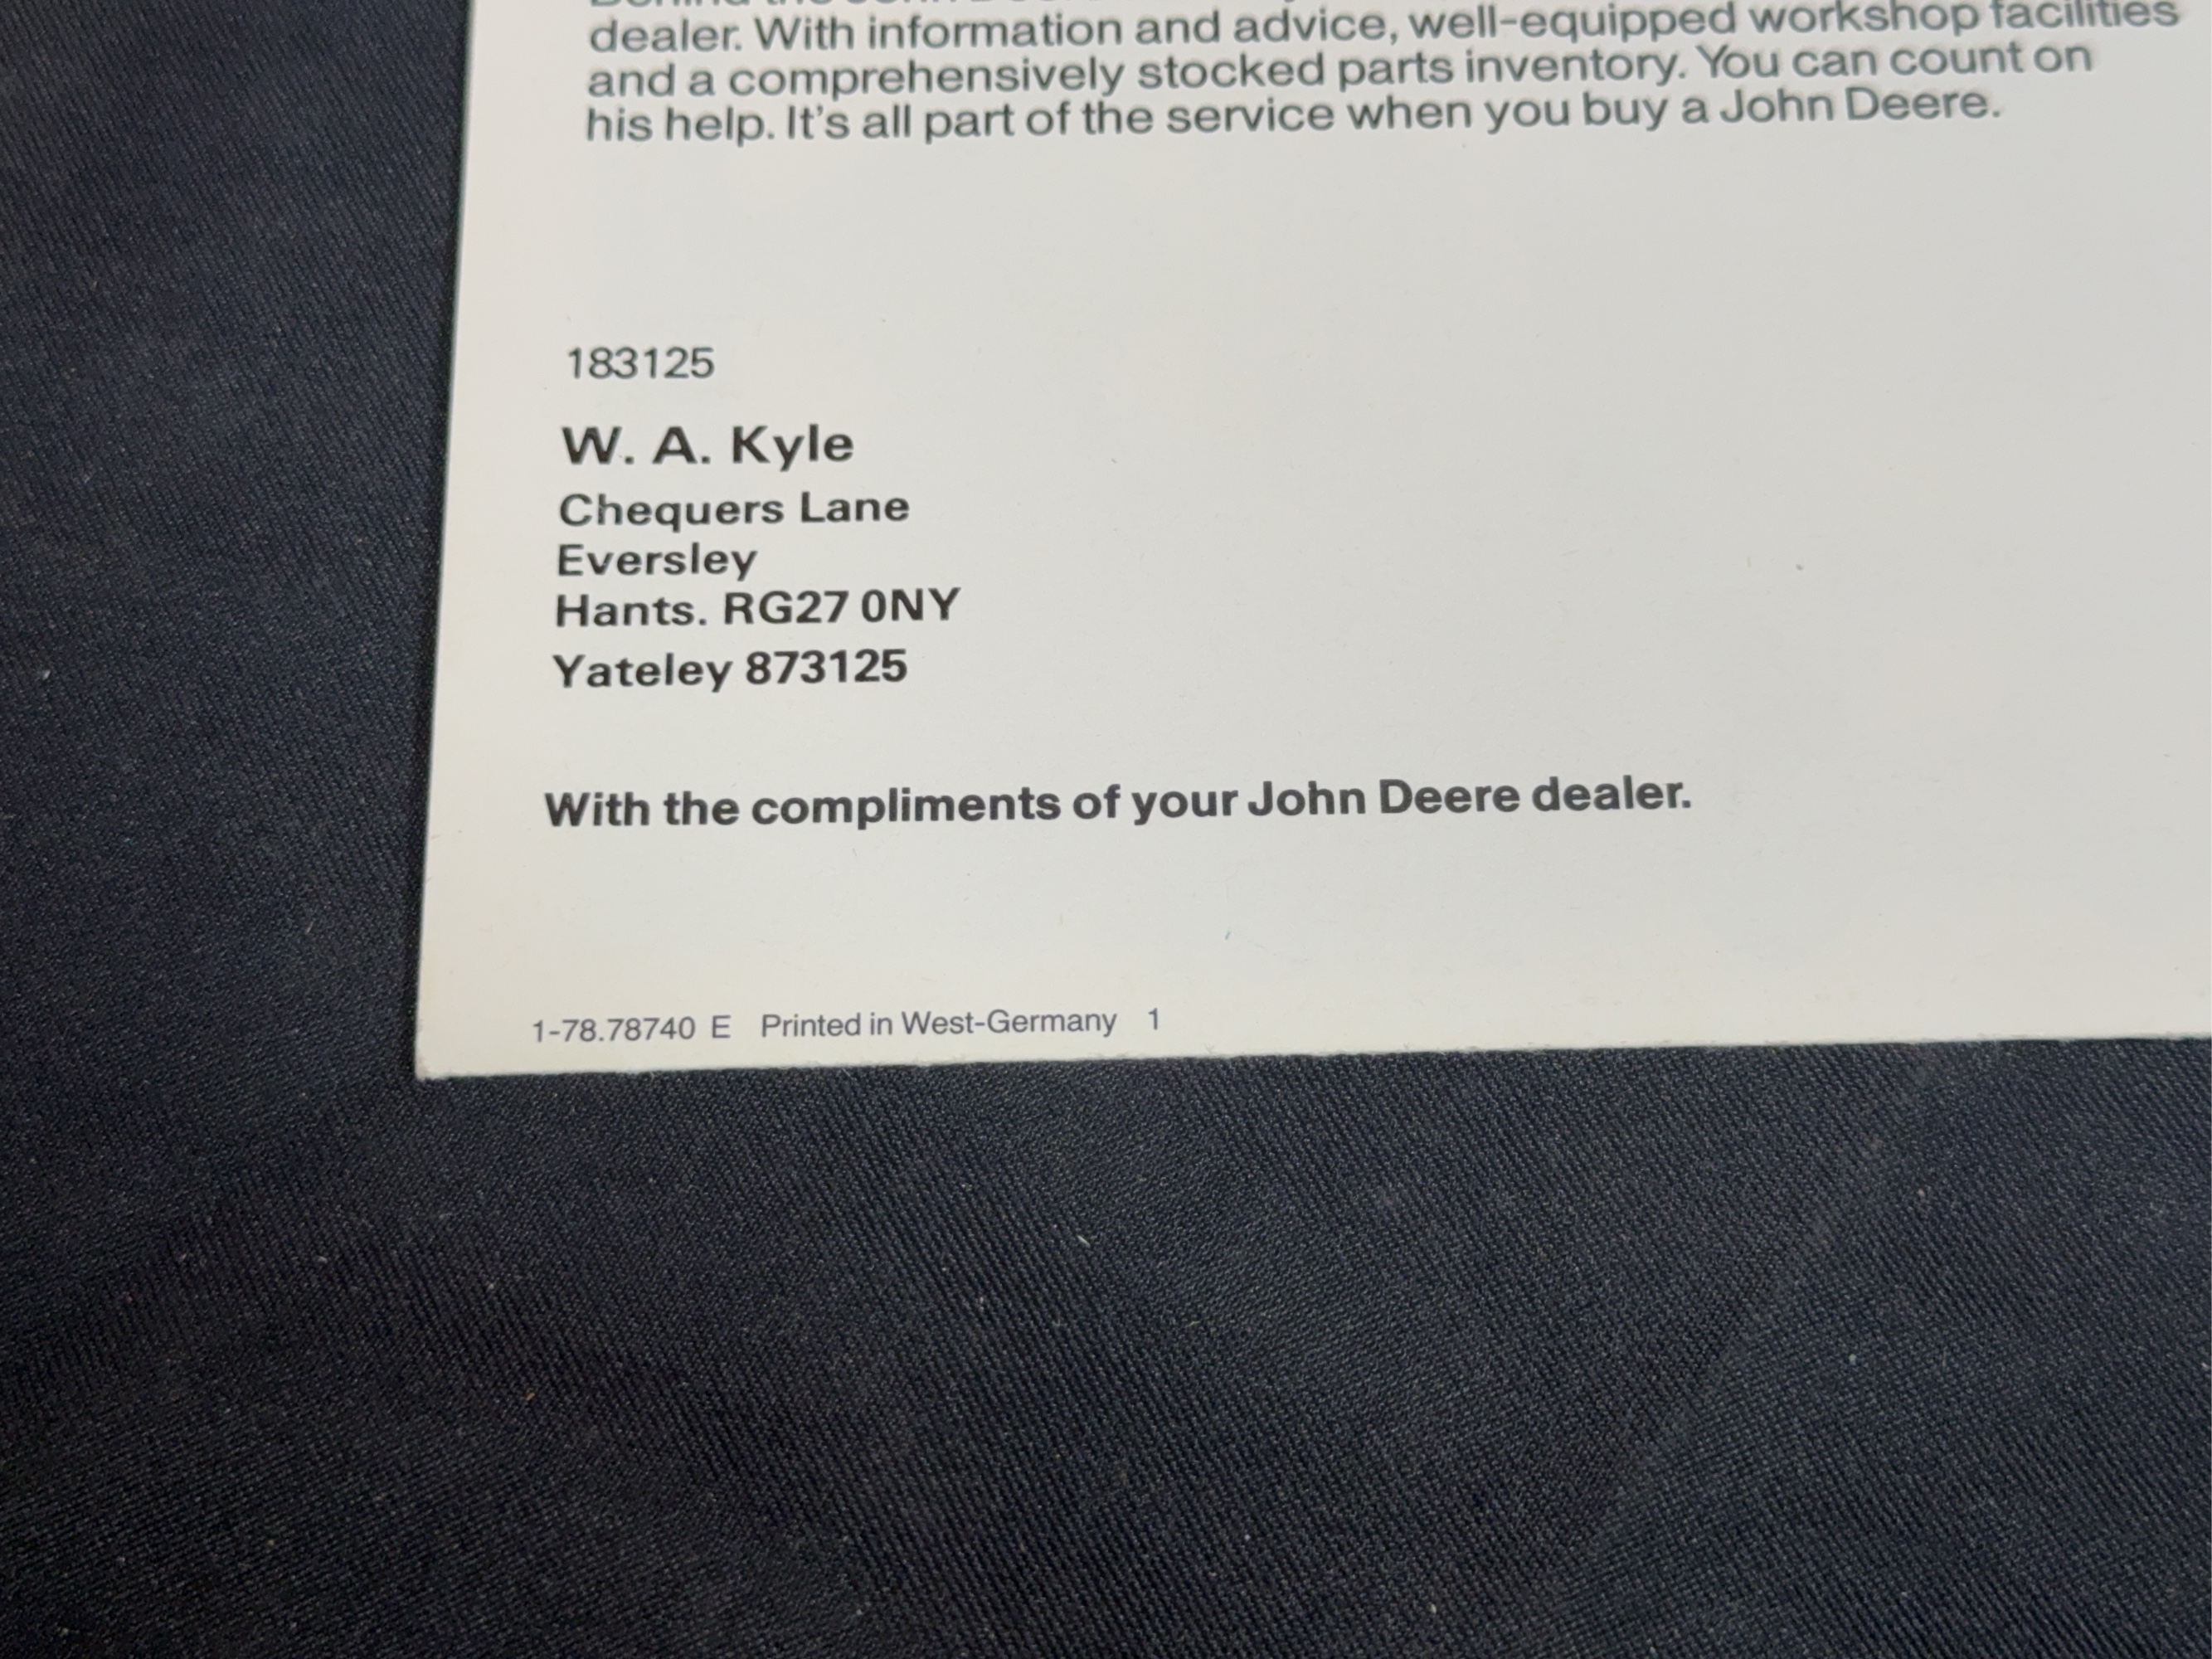 dealer. With information and advice, well-equipped workshop facilities
and a comprehensively stocked parts inventory. You can count on
his help. It's all part of the service when you buy a John Deere.
183125
W. A. Kyle
Chequers Lane
Eversley
Hants. RG27 0NY
Yateley 873125
With the compliments of your John Deere dealer.
1-78.78740 E Printed in West-Germany 1